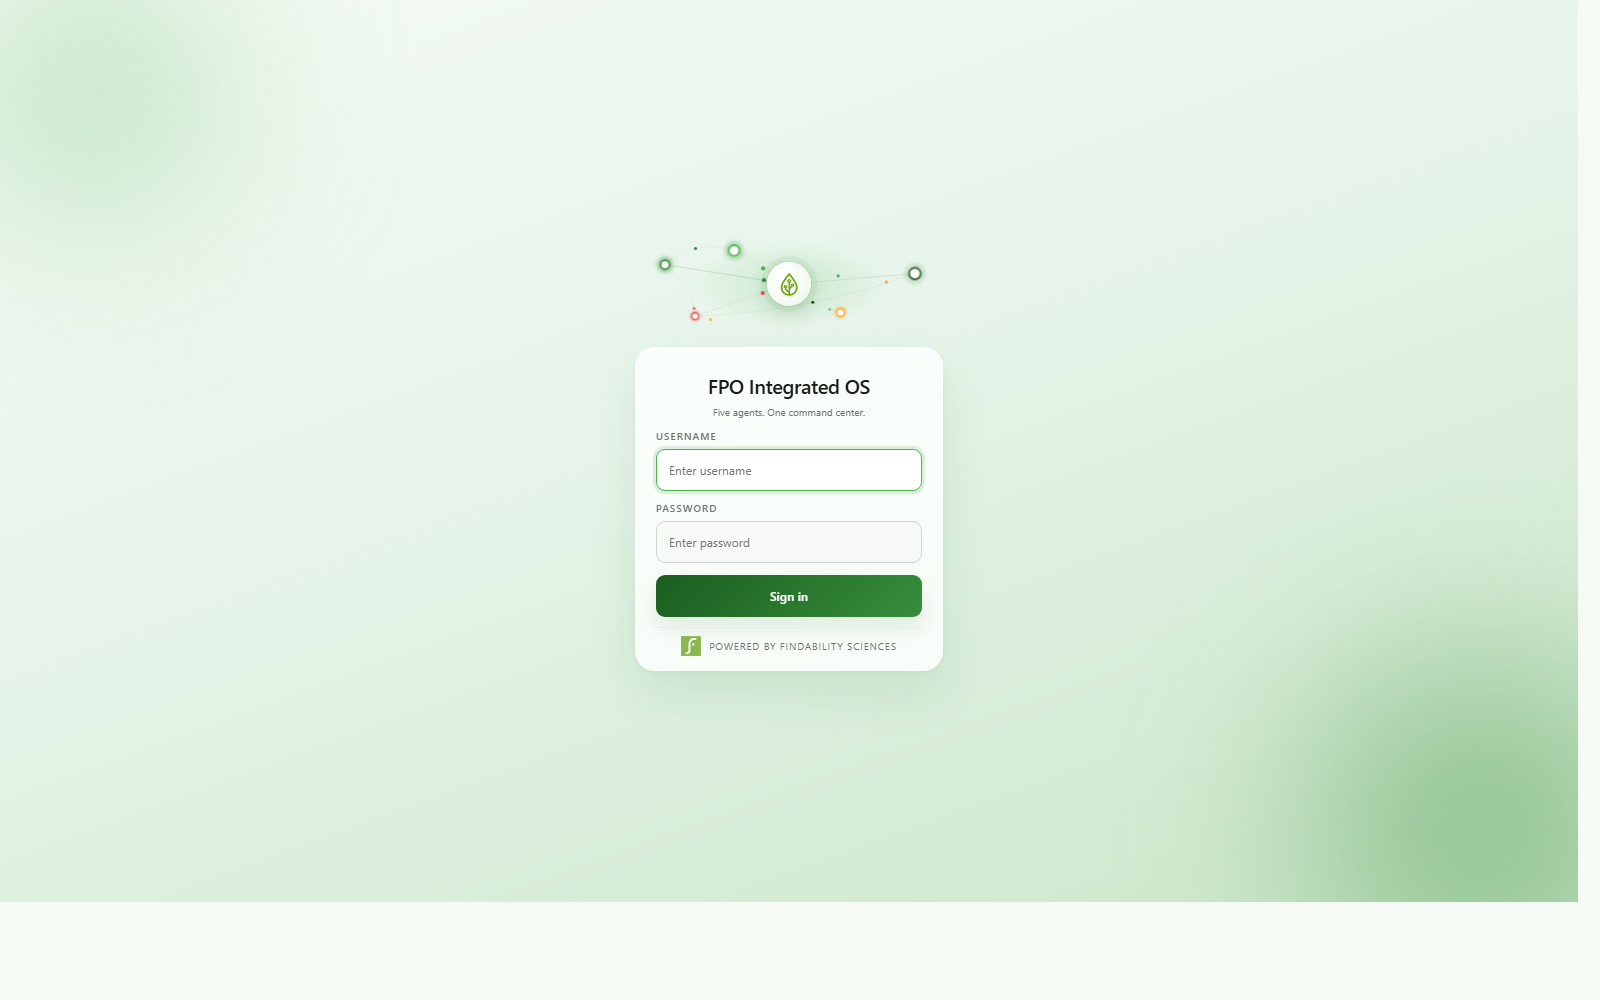 FPO Integrated OS
Five agents. One command center.
USERNAME
Enter username
PASSWORD
Enter password
Sign in
POWERED BY FINDABILITY SCIENCES